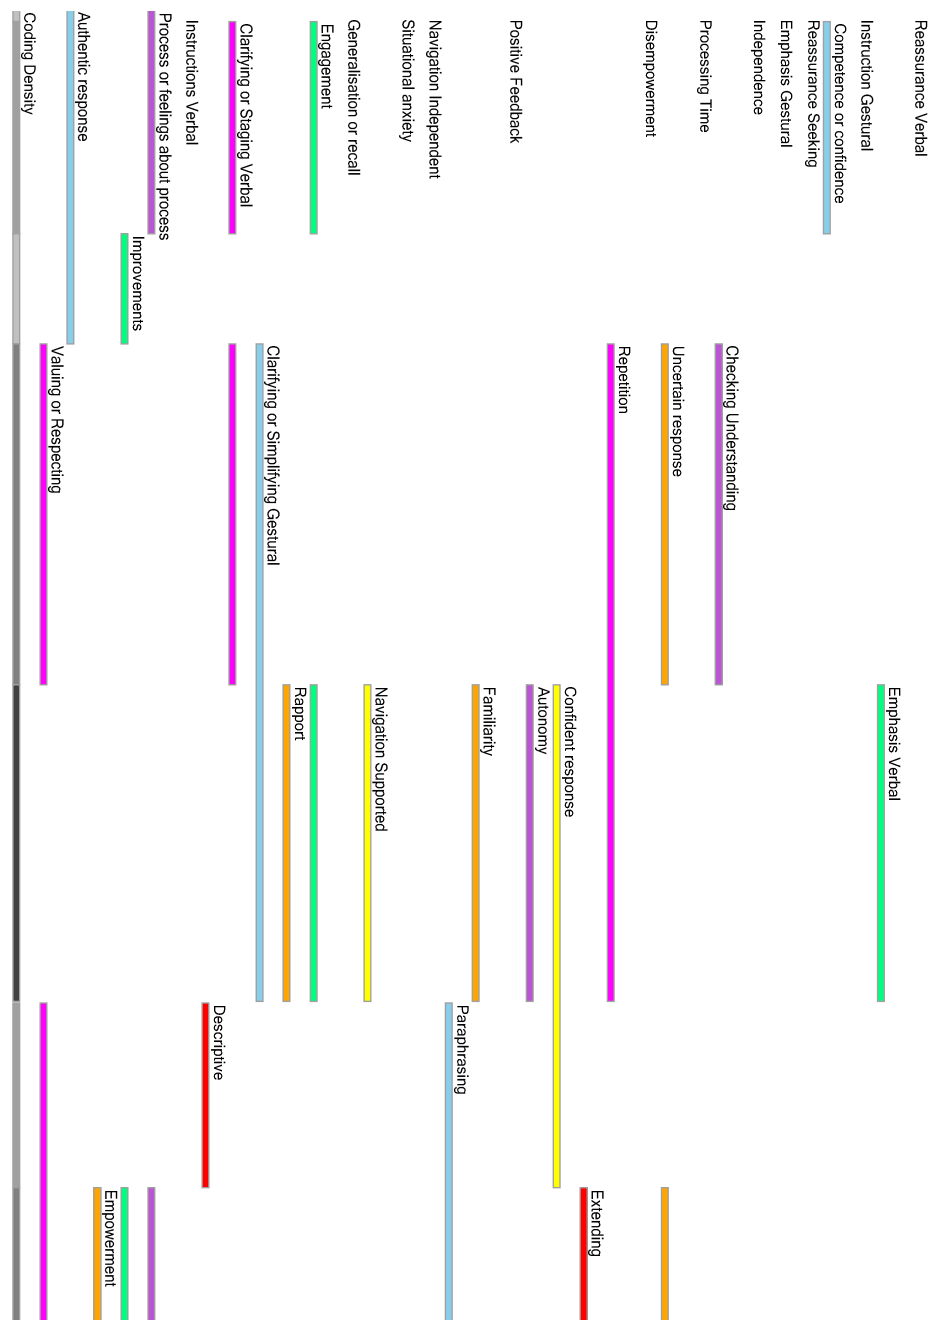 Coding Density
Valuing or Respecting
Authentic response
Empowerment
Improvements
Process or feelings about process
Instructions Verbal
Descriptive
Clarifying or Staging Verbal
Clarifying or Simplifying Gestural
Rapport
Engagement
Generalisation or recall
Navigation Supported
Situational anxiety
Navigation Independent
Paraphrasing
Familiarity
Positive Feedback
Autonomy
Confident response
Extending
Repetition
Disempowerment
Uncertain response
Processing Time
Checking Understanding
Independence
Emphasis Gestural
Reassurance Seeking
Competence or confidence
Instruction Gestural
Emphasis Verbal
Reassurance Verbal